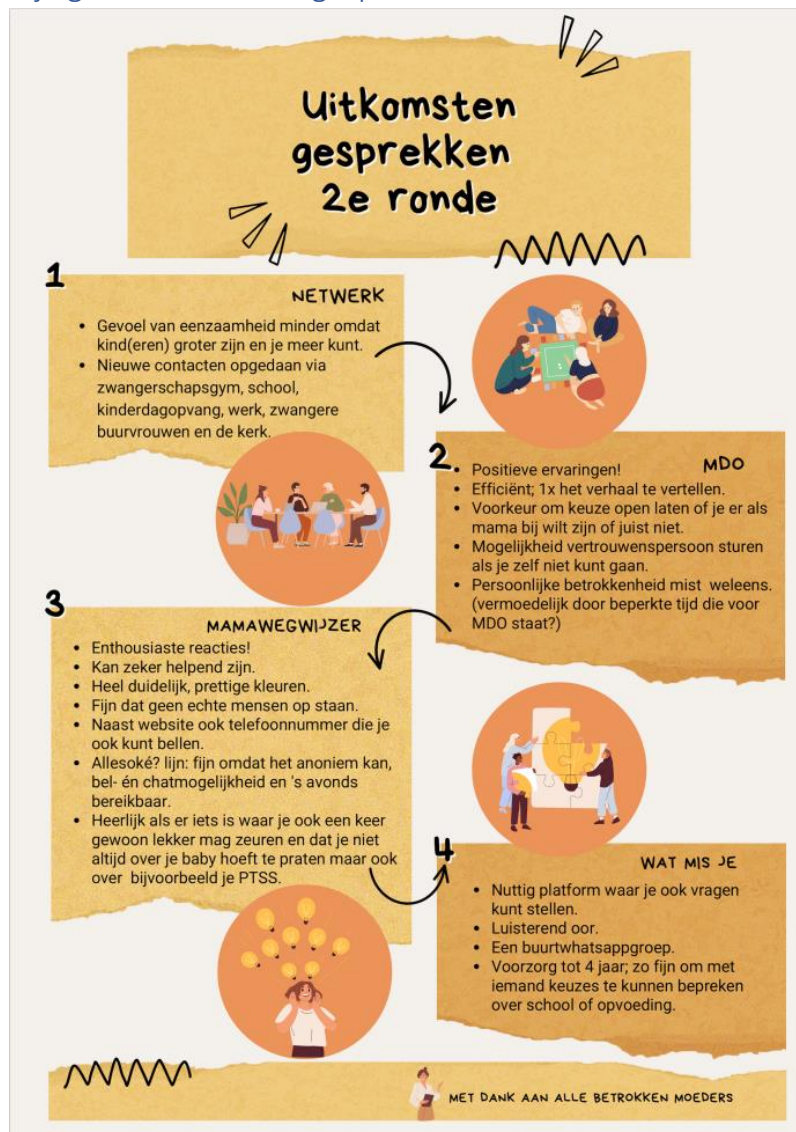 Uitkomsten
gesprekken
2e ronde
1
NETWERK
• Gevoel van eenzaamheid minder omdat
kind(eren) groter zijn en je meer kunt.
• Nieuwe contacten opgedaan via
zwangerschapsgym, school,
kinderdagopvang, werk, zwangere
buurvrouwen en de kerk.
2
MDO
• Positieve ervaringen!
• Efficiënt; 1x het verhaal te vertellen.
• Voorkeur om keuze open laten of je er als
mama bij wilt zijn of juist niet.
• Mogelijkheid vertrouwenspersoon sturen
als je zelf niet kunt gaan.
• Persoonlijke betrokkenheid mist weleens.
(vermoedelijk door beperkte tijd die voor
MDO staat?)
3
MAMAWEGWIJZER
• Enthousiaste reacties!
• Kan zeker helpend zijn.
• Heel duidelijk, prettige kleuren.
• Fijn dat geen echte mensen op staan.
• Naast website ook telefoonnummer die je
ook kunt bellen.
• Allesoké? lijn: fijn omdat het anoniem kan,
bel- én chatmogelijkheid en 's avonds
bereikbaar.
• Heerlijk als er iets is waar je ook een keer
gewoon lekker mag zeuren en dat je niet
altijd over je baby hoeft te praten maar ook
over bijvoorbeeld je PTSS.
4
WAT MIS JE
• Nuttig platform waar je ook vragen
kunt stellen.
• Luisterend oor.
• Een buurtwhatsappgroep.
• Voorzorg tot 4 jaar; zo fijn om met
iemand keuzes te kunnen bepreken
over school of opvoeding.
MET DANK AAN ALLE BETROKKEN MOEDERS